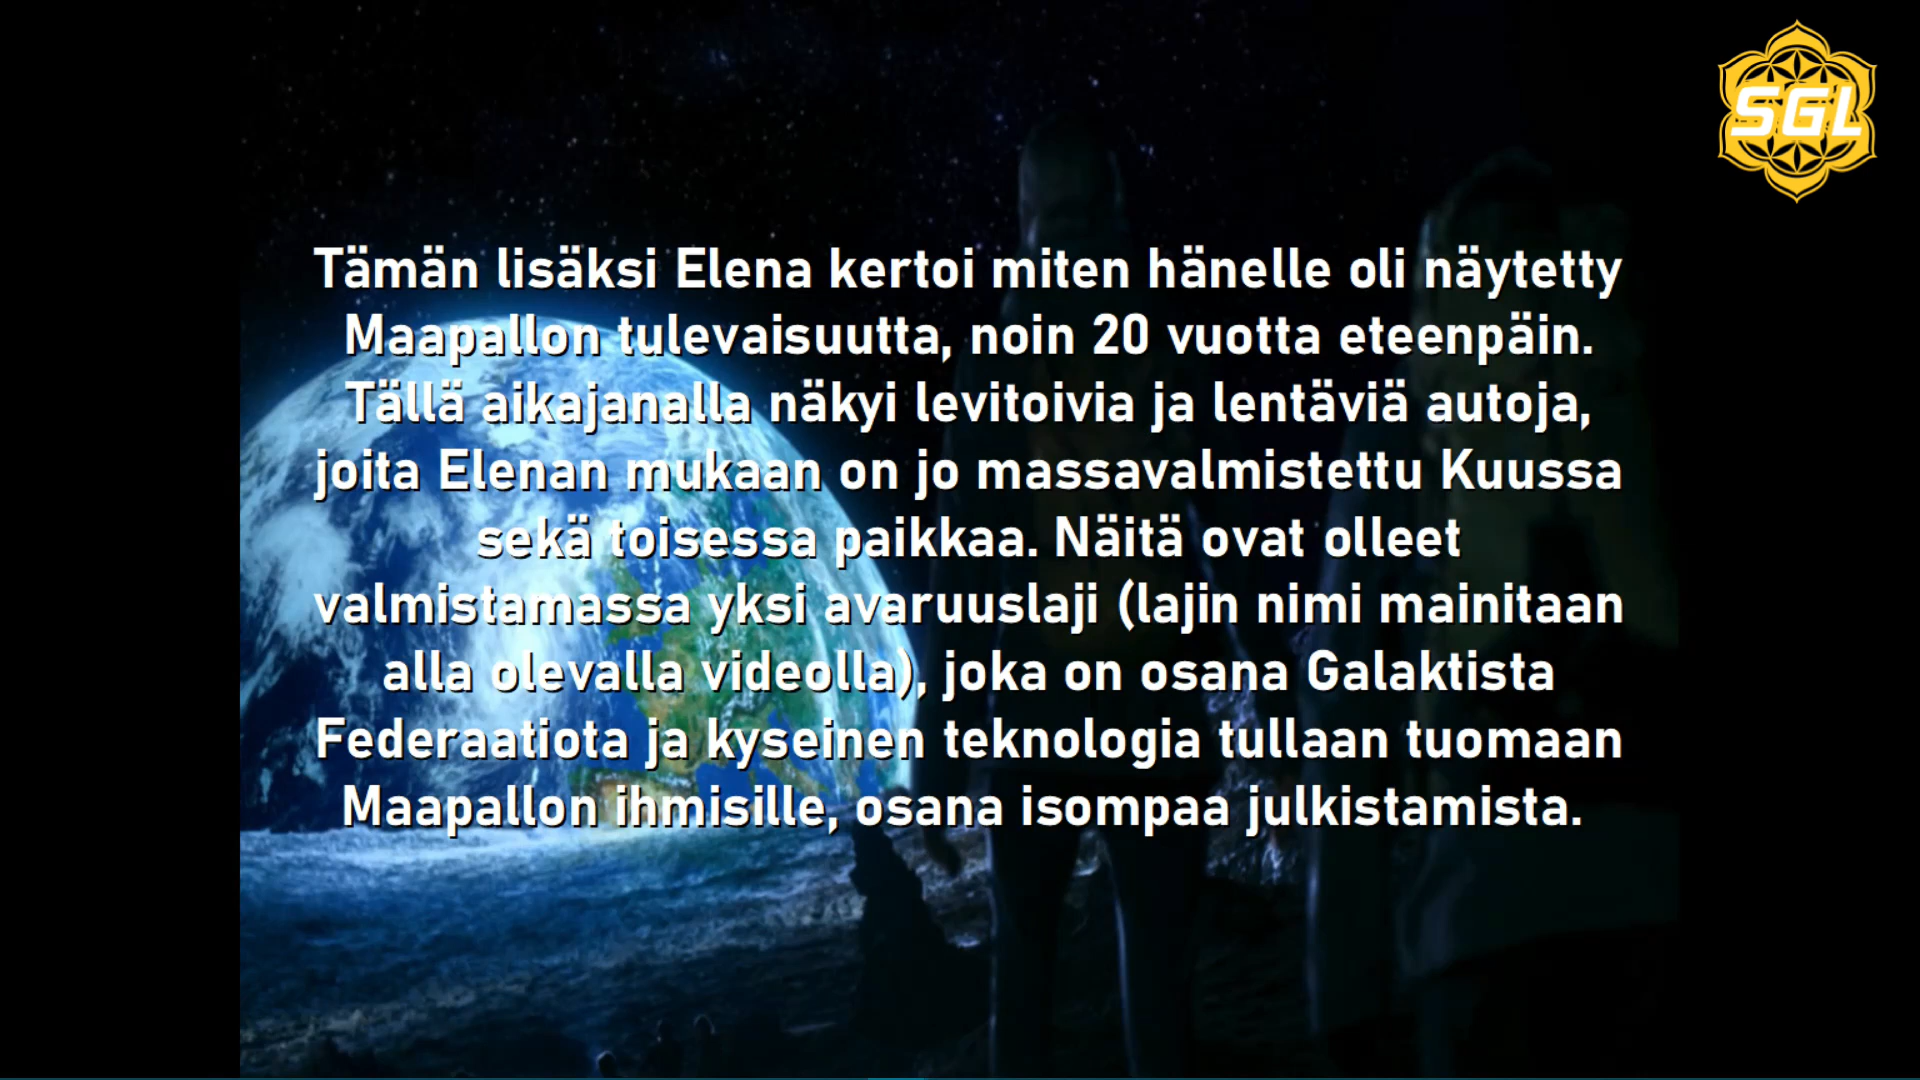 SGL
Tämän lisäksi Elena kertoi miten hänelle oli näytetty
Maapallon tulevaisuutta, noin 20 vuotta eteenpäin.
Tällä aikajanalla näkyi levitoivia ja lentäviä autoja,
joita Elenan mukaan on jo massavalmistettu Kuussa
sekä toisessa paikkaa. Näitä ovat olleet
valmistamassa yksi avaruuslaji (lajin nimi mainitaan
alla olevalla videolla), joka on osana Galaktista
Federaatiota ja kyseinen teknologia tullaan tuomaan
Maapallon ihmisille, osana isompaa julkistamista.